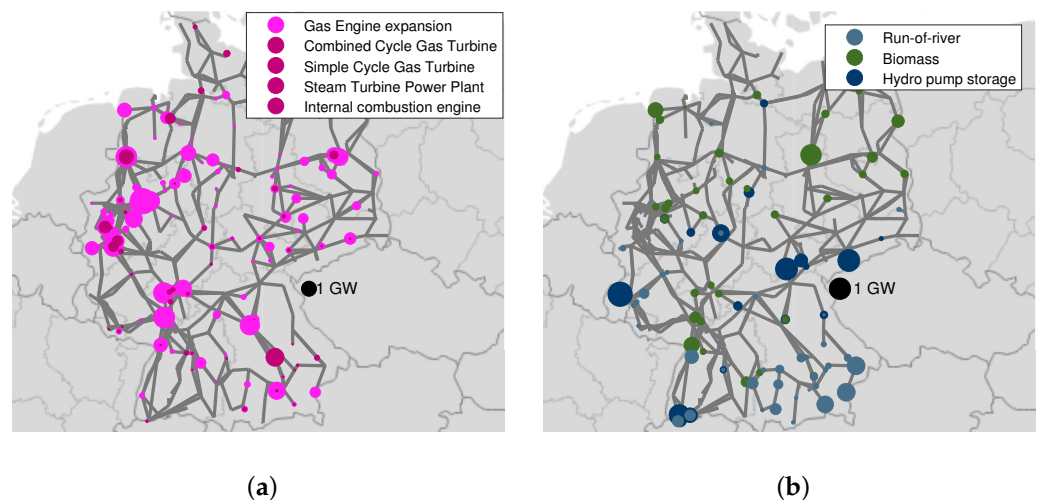 Gas Engine expansion
Combined Cycle Gas Turbine
Simple Cycle Gas Turbine
Steam Turbine Power Plant
Internal combustion engine
1 GW
(a)
Run-of-river
Biomass
Hydro pump storage
1 GW
(b)